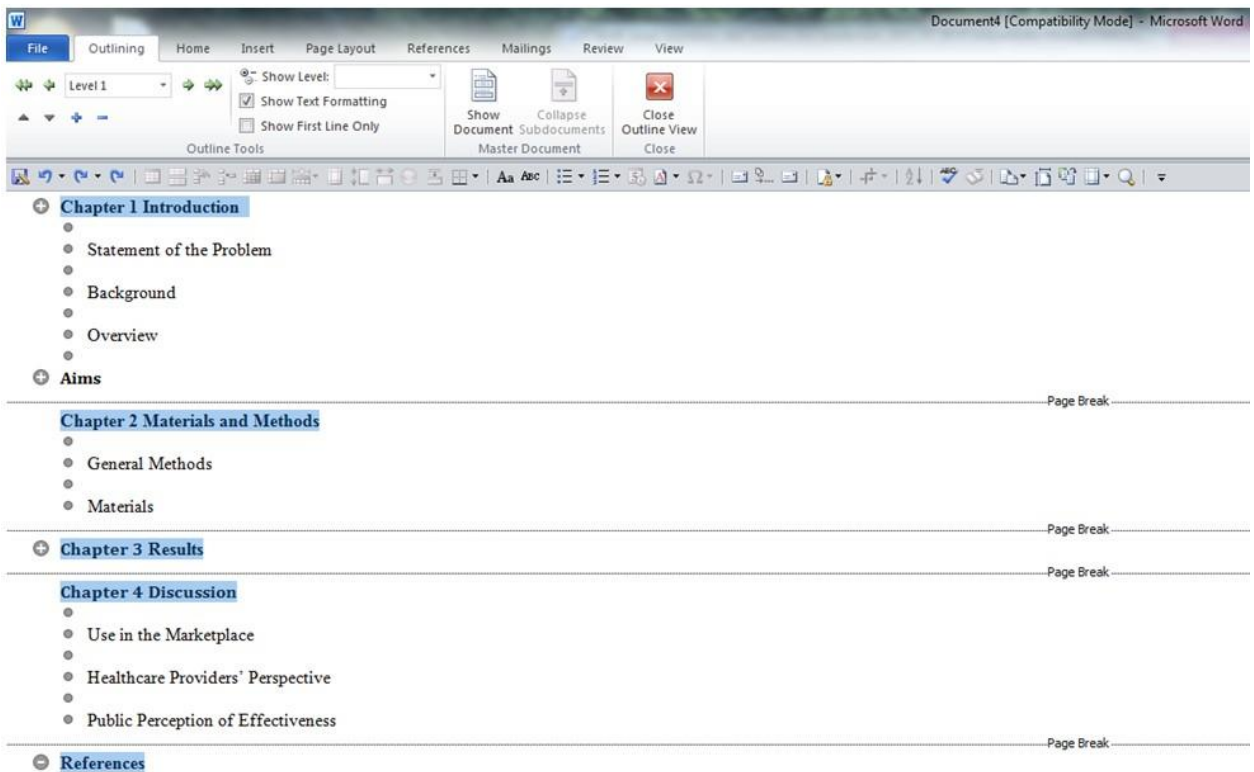 W
Document4 [Compatibility Mode] - Microsoft Word
File Outlining Home Insert Page Layout References Mailings Review View
Level 1
Show Level:
Show Text Formatting
Show First Line Only
Outline Tools
Show Document
Collapse Subdocuments
Master Document
Close Outline View
Close
Aa ABC
Chapter 1 Introduction
Statement of the Problem
Background
Overview
Aims
Page Break
Chapter 2 Materials and Methods
General Methods
Materials
Page Break
Chapter 3 Results
Page Break
Chapter 4 Discussion
Use in the Marketplace
Healthcare Providers’ Perspective
Public Perception of Effectiveness
Page Break
References